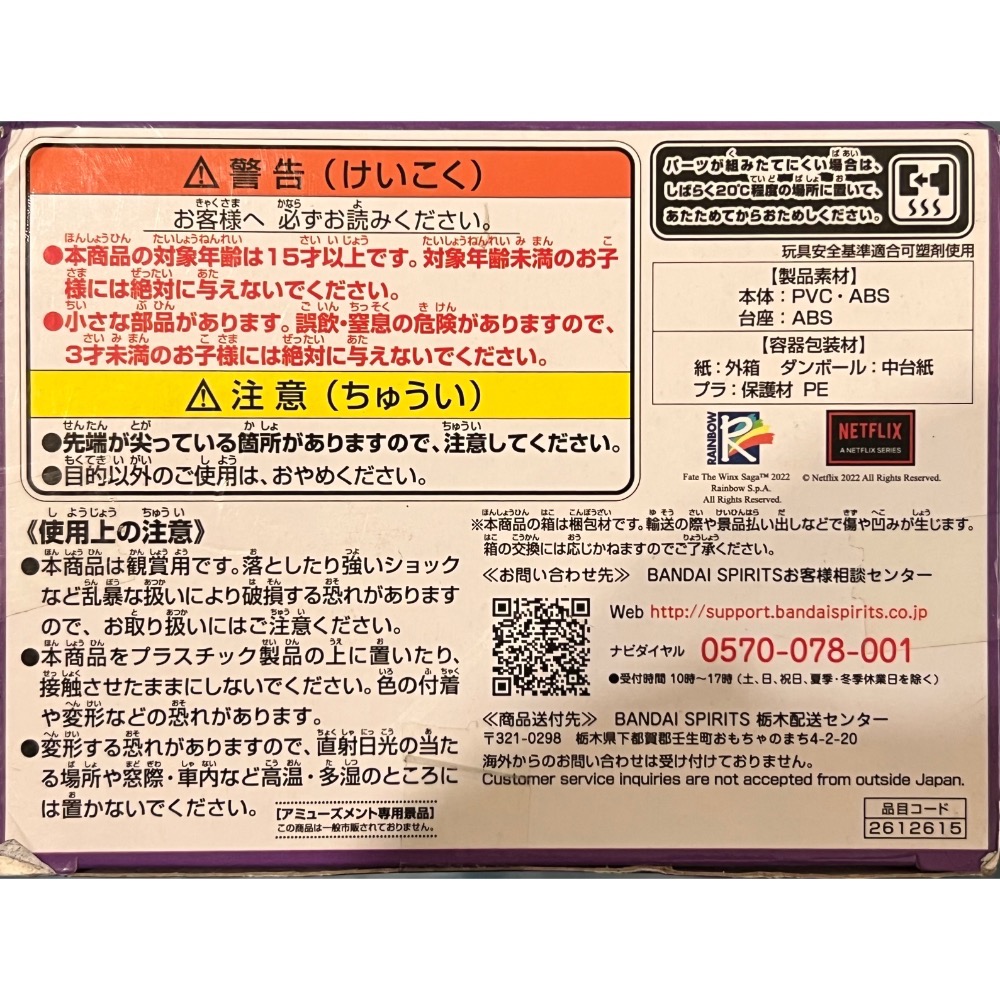 ⚠警告（けいこく）
お客様へ 必ずお読みください。
●本商品の対象年齢は15才以上です。対象年齢未満のお子
様には絶対に与えないでください。
●小さな部品があります。誤飲・窒息の危険がありますので、
3才未満のお子様には絶対に与えないでください。
⚠注意（ちゅうい）
●先端が尖っている箇所がありますので、注意してください。
●目的以外のご使用は、おやめください。
《使用上の注意》
●本商品は観賞用です。落としたり強いショック
など乱暴な扱いにより破損する恐れがあります
ので、お取り扱いにはご注意ください。
●本商品をプラスチック製品の上に置いたり、
接触させたままにしないでください。色の付着
や変形などの恐れがあります。
●変形する恐れがありますので、直射日光の当た
る場所や窓際・車内など高温・多湿のところに
は置かないでください。
【アミューズメント専用景品】
この商品は一般市販されておりません。
パーツが組みたてにくい場合は、
しばらく20℃程度の場所に置いて、
あたためてからおためしください。
玩具安全基準適合可塑剤使用
【製品素材】
本体：PVC・ABS
台座：ABS
【容器包装材】
紙：外箱 ダンボール：中台紙
プラ：保護材 PE
RAINBOW
R
NETFLIX
A NETFLIX SERIES
Fate The Winx Saga™ 2022
Rainbow S.p.A.
All Rights Reserved.
© Netflix 2022 All Rights Reserved.
※本商品の箱は梱包材です。輸送の際や景品払い出しなどで傷や凹みが生じます。
箱の交換には応じかねますのでご了承ください。
≪お問い合わせ先≫ BANDAI SPIRITSお客様相談センター
Web http://support.bandaispirits.co.jp
ナビダイヤル 0570-078-001
●受付時間 10時～17時（土、日、祝日、夏季・冬季休業日を除く）
≪商品送付先≫ BANDAI SPIRITS 栃木配送センター
〒321-0298 栃木県下都賀郡壬生町おもちゃのまち4-2-20
海外からのお問い合わせは受け付けておりません。
Customer service inquiries are not accepted from outside Japan.
品目コード
2612615